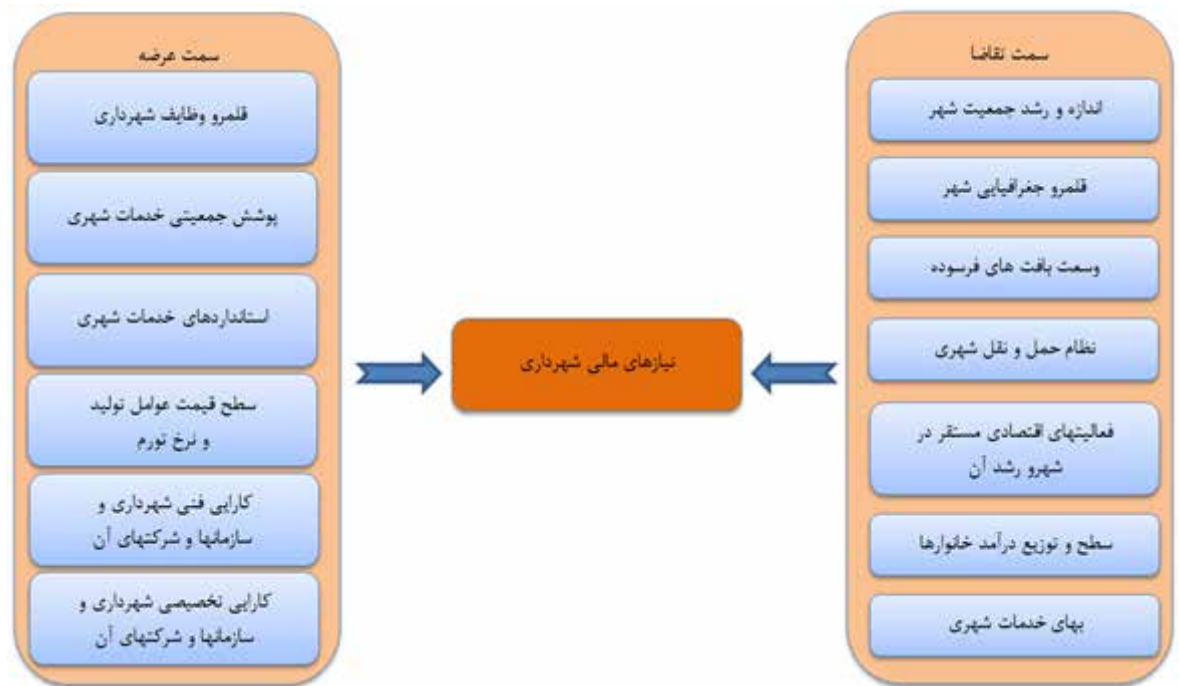 سمت تقاضا
اندازه و رشد جمعیت شهر
قلمرو جغرافیایی شهر
وسعت بافت های فرسوده
نظام حمل و نقل شهری
فعالیتهای اقتصادی مستقر در
شهرو رشد آن
سطح و توزیع درآمد خانوارها
بهای خدمات شهری
نیازهای مالی شهرداری
سمت عرضه
قلمرو وظایف شهرداری
پوشش جمعیتی خدمات شهری
استانداردهای خدمات شهری
سطح قیمت عوامل تولید
و نرخ تورم
کارایی فنی شهرداری و
سازمانها و شرکتهای آن
کارایی تخصیصی شهرداری و
سازمانها و شرکتهای آن